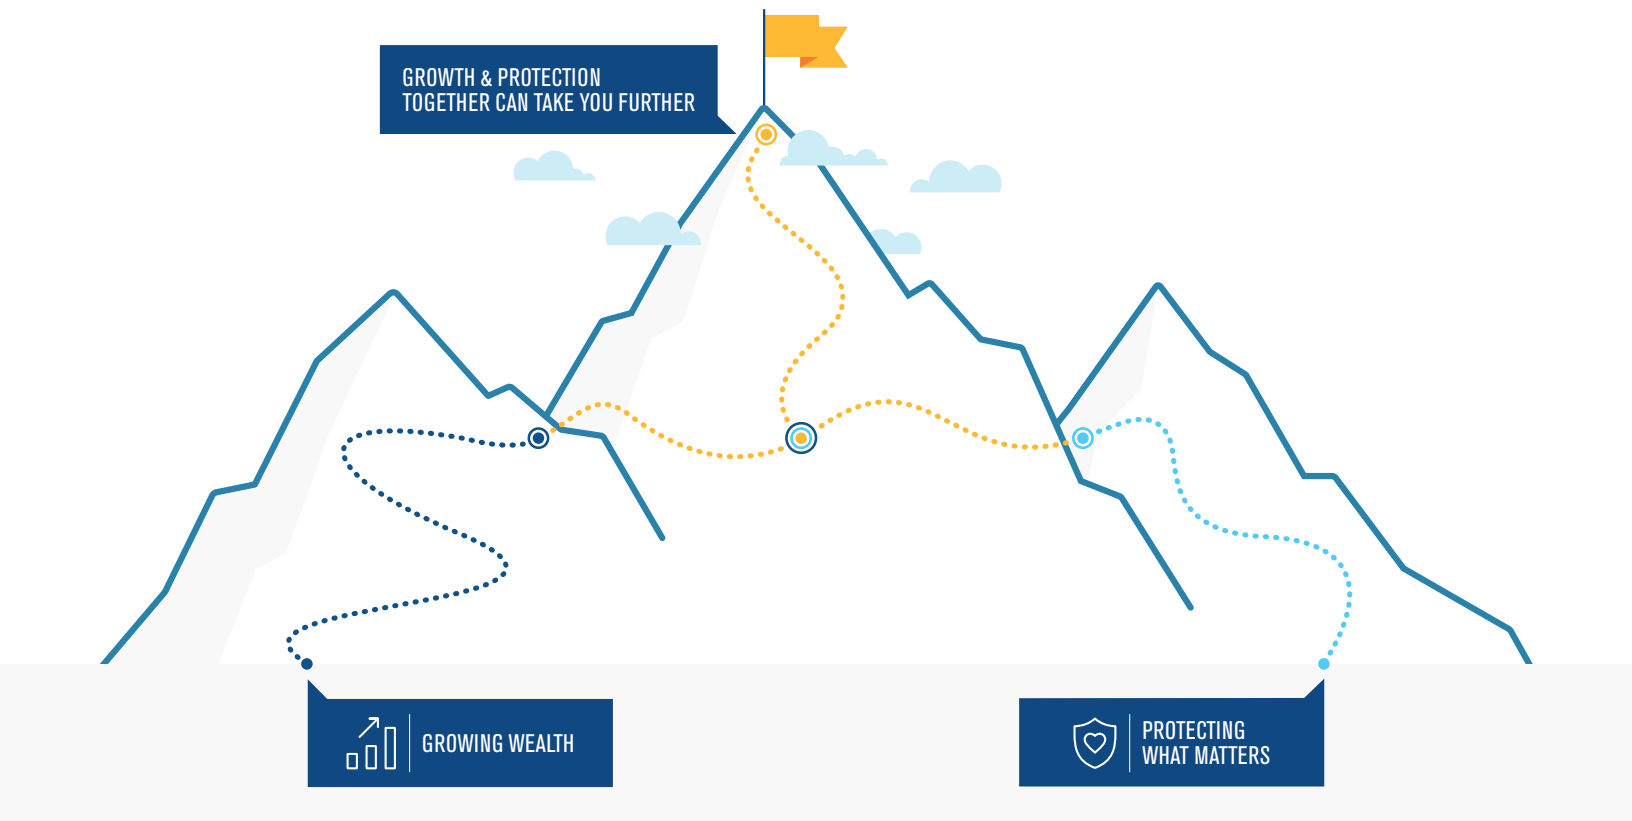 GROWTH & PROTECTION
TOGETHER CAN TAKE YOU FURTHER
GROWING WEALTH
PROTECTING
WHAT MATTERS